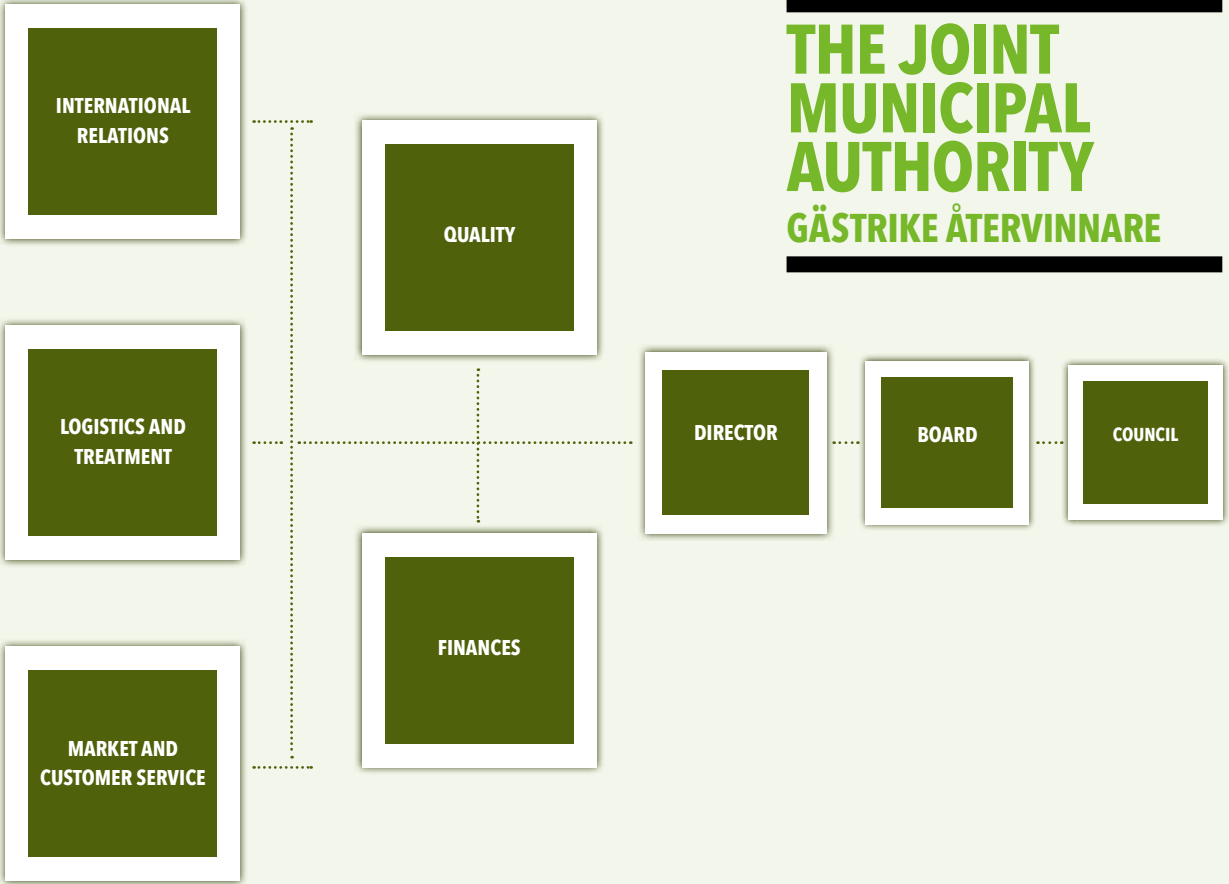 THE JOINT
MUNICIPAL
AUTHORITY
GÄSTRIKE ÅTERVINNARE
INTERNATIONAL
RELATIONS
QUALITY
LOGISTICS AND
TREATMENT
DIRECTOR
BOARD
COUNCIL
FINANCES
MARKET AND
CUSTOMER SERVICE